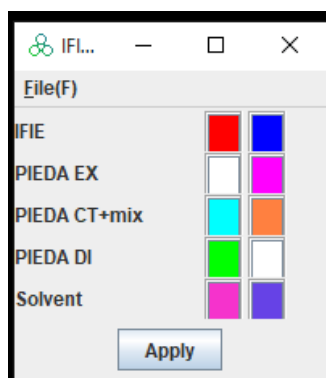 IFI...
File(F)
IFIE
PIEDA EX
PIEDA CT+mix
PIEDA DI
Solvent
Apply